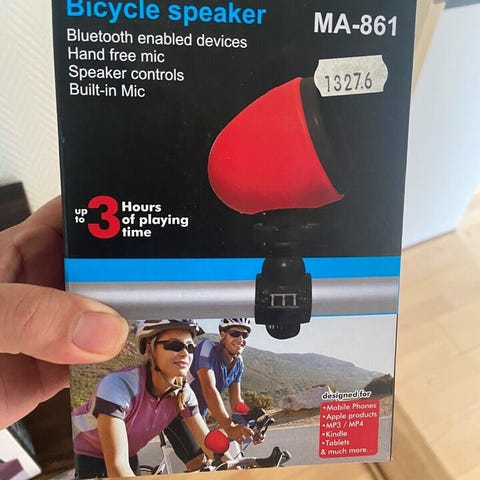 Bicycle speaker
MA-861
Bluetooth enabled devices
Hand free mic
Speaker controls
Built-in Mic
1327.6
up to 3 Hours
of playing
time
m
designed for
•Mobile Phones
•Apple products
•MP3 / MP4
•Kindle
•Tablets
& much more...